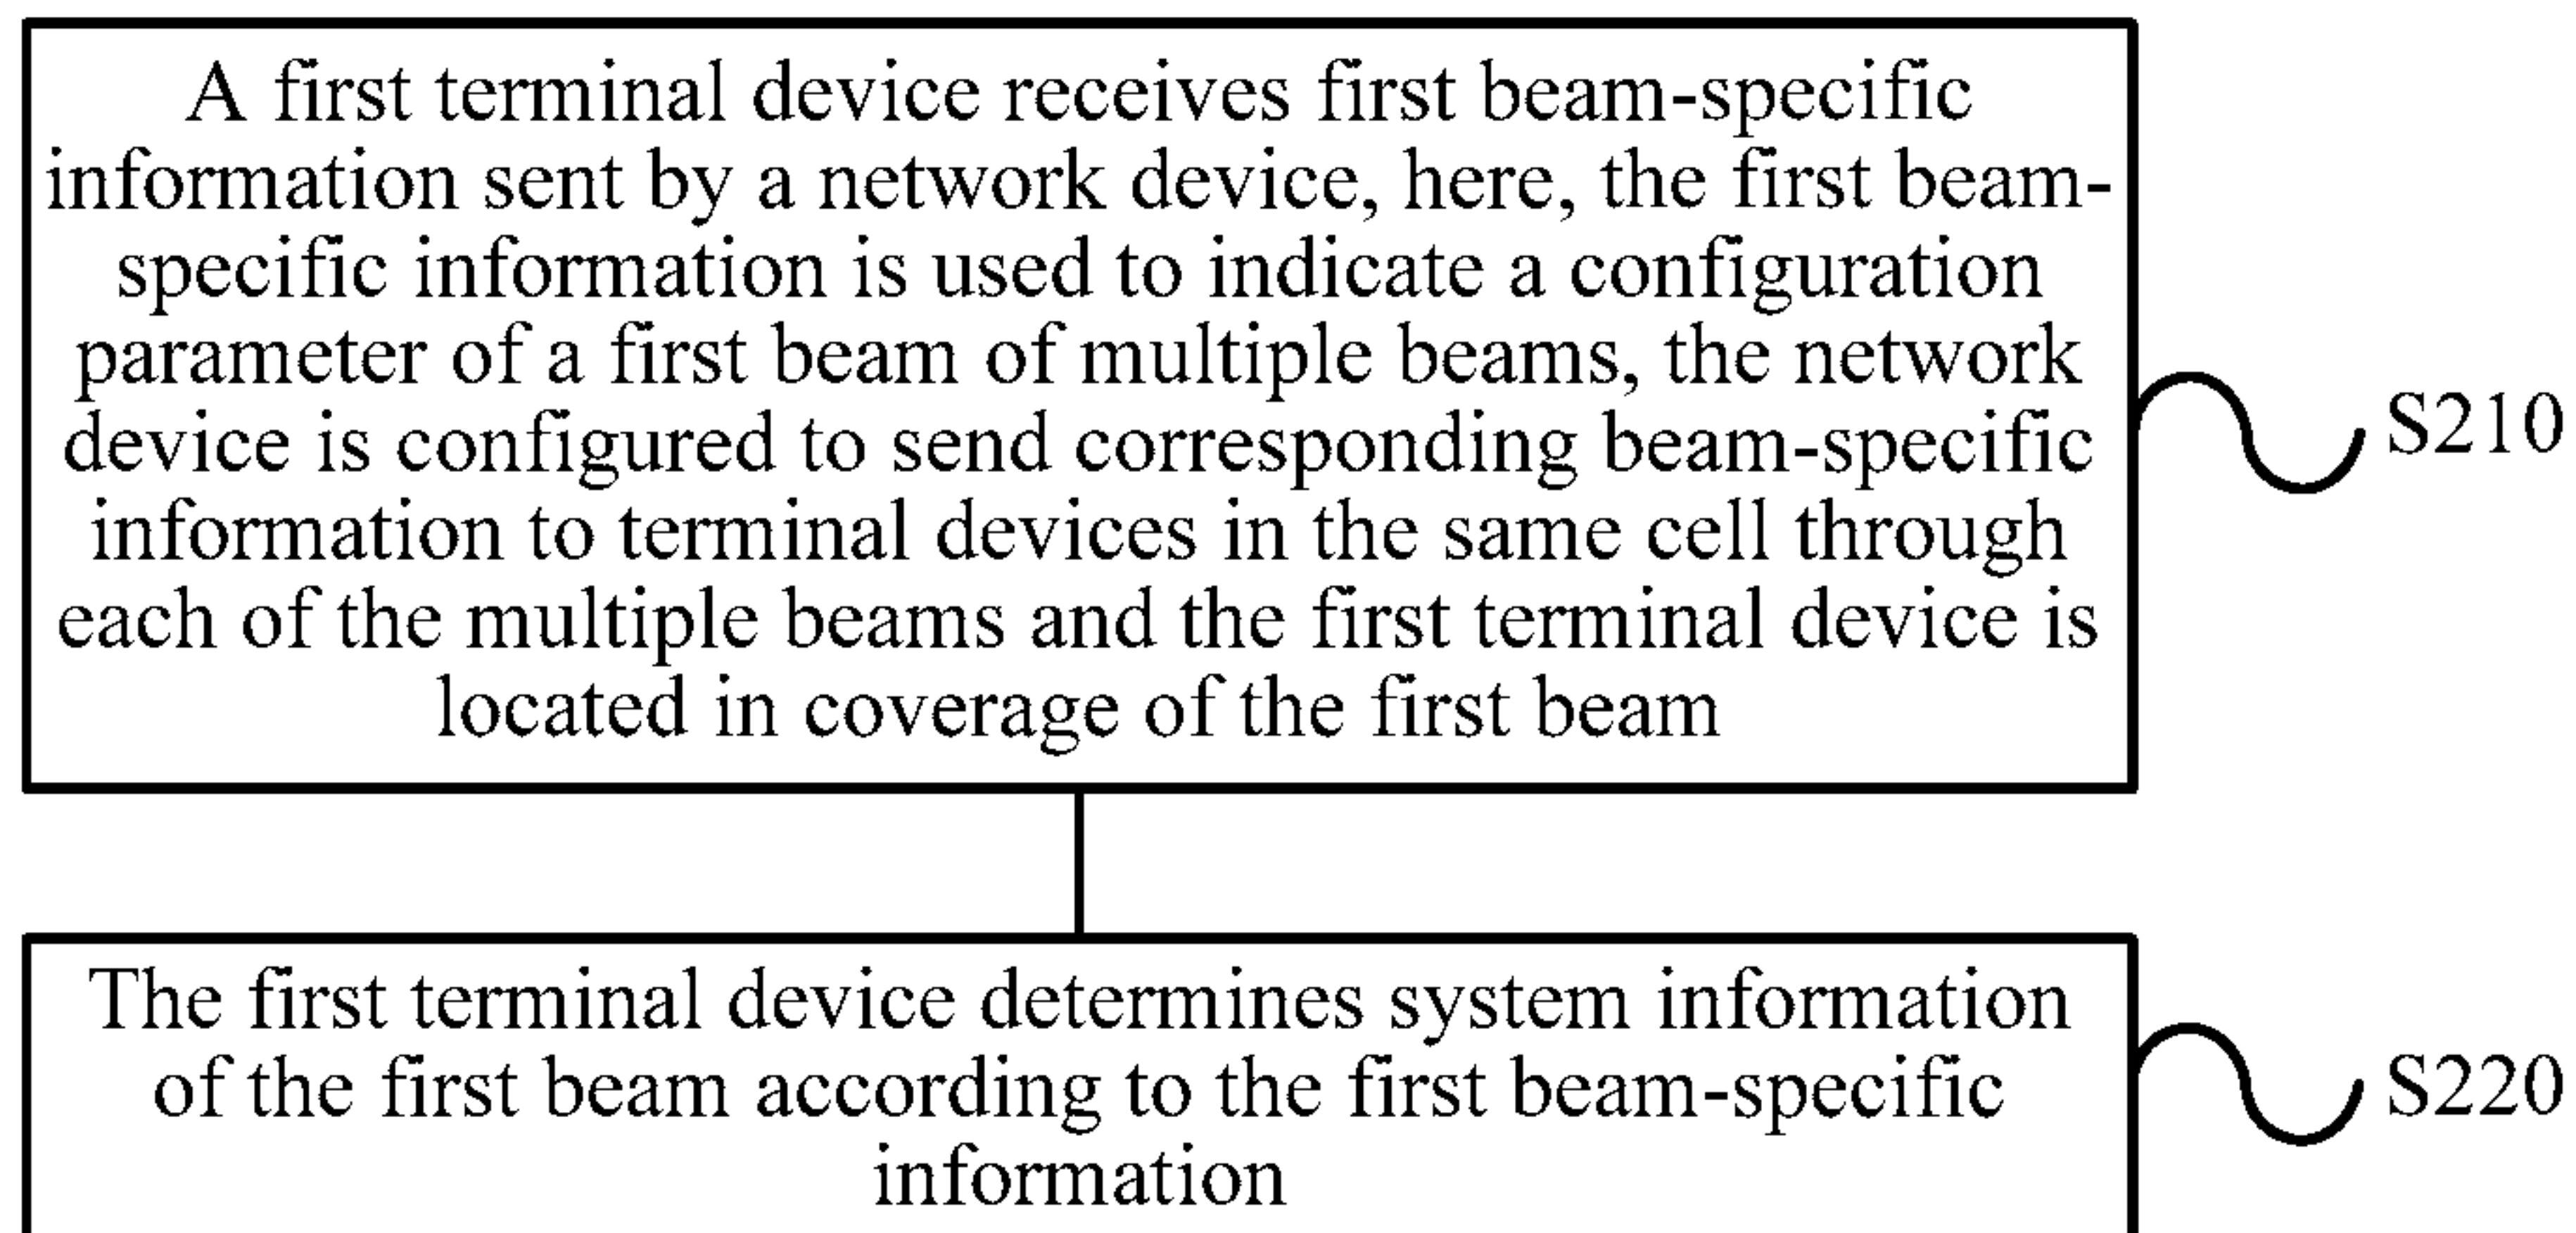 A first terminal device receives first beam-specific
information sent by a network device, here, the first beam-
specific information is used to indicate a configuration
parameter of a first beam of multiple beams, the network
device is configured to send corresponding beam-specific
information to terminal devices in the same cell through
each of the multiple beams and the first terminal device is
located in coverage of the first beam
S210
The first terminal device determines system information
of the first beam according to the first beam-specific
information
S220